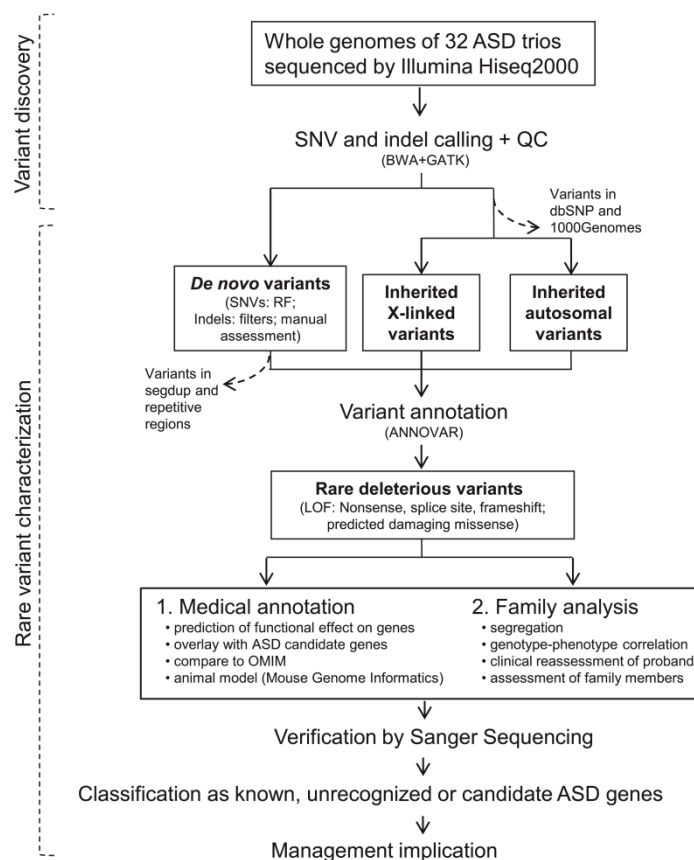 Variant discovery
Whole genomes of 32 ASD trios
sequenced by Illumina Hiseq2000
SNV and indel calling + QC
(BWA+GATK)
Variants in
dbSNP and
1000Genomes
Rare variant characterization
De novo variants
(SNVs: RF;
Indels: filters; manual
assessment)
Inherited
X-linked
variants
Inherited
autosomal
variants
Variants in
segdup and
repetitive
regions
Variant annotation
(ANNOVAR)
Rare deleterious variants
(LOF: Nonsense, splice site, frameshift;
predicted damaging missense)
1. Medical annotation
• prediction of functional effect on genes
• overlay with ASD candidate genes
• compare to OMIM
• animal model (Mouse Genome Informatics)
2. Family analysis
• segregation
• genotype-phenotype correlation
• clinical reassessment of proband
• assessment of family members
Verification by Sanger Sequencing
Classification as known, unrecognized or candidate ASD genes
Management implication